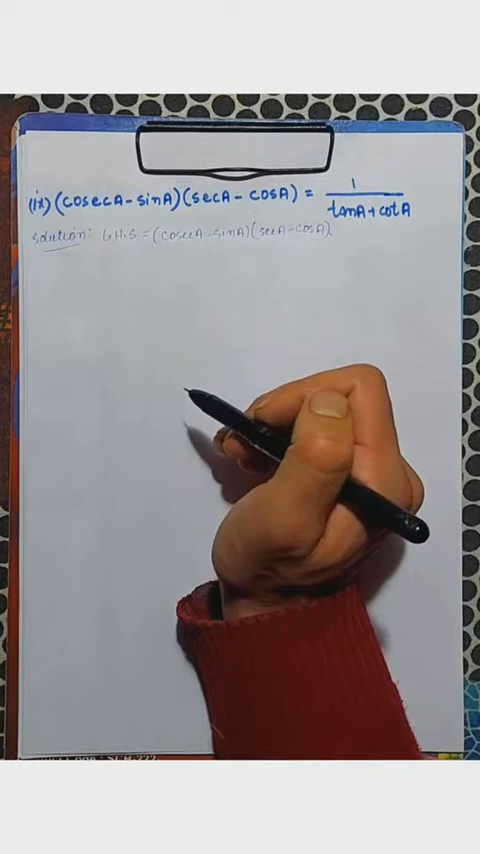 (ix) (cosecA - sinA)(secA - cosA) = 1/(tanA + cotA)
Solution: L.H.S = (cosecA - sinA)(secA - cosA).